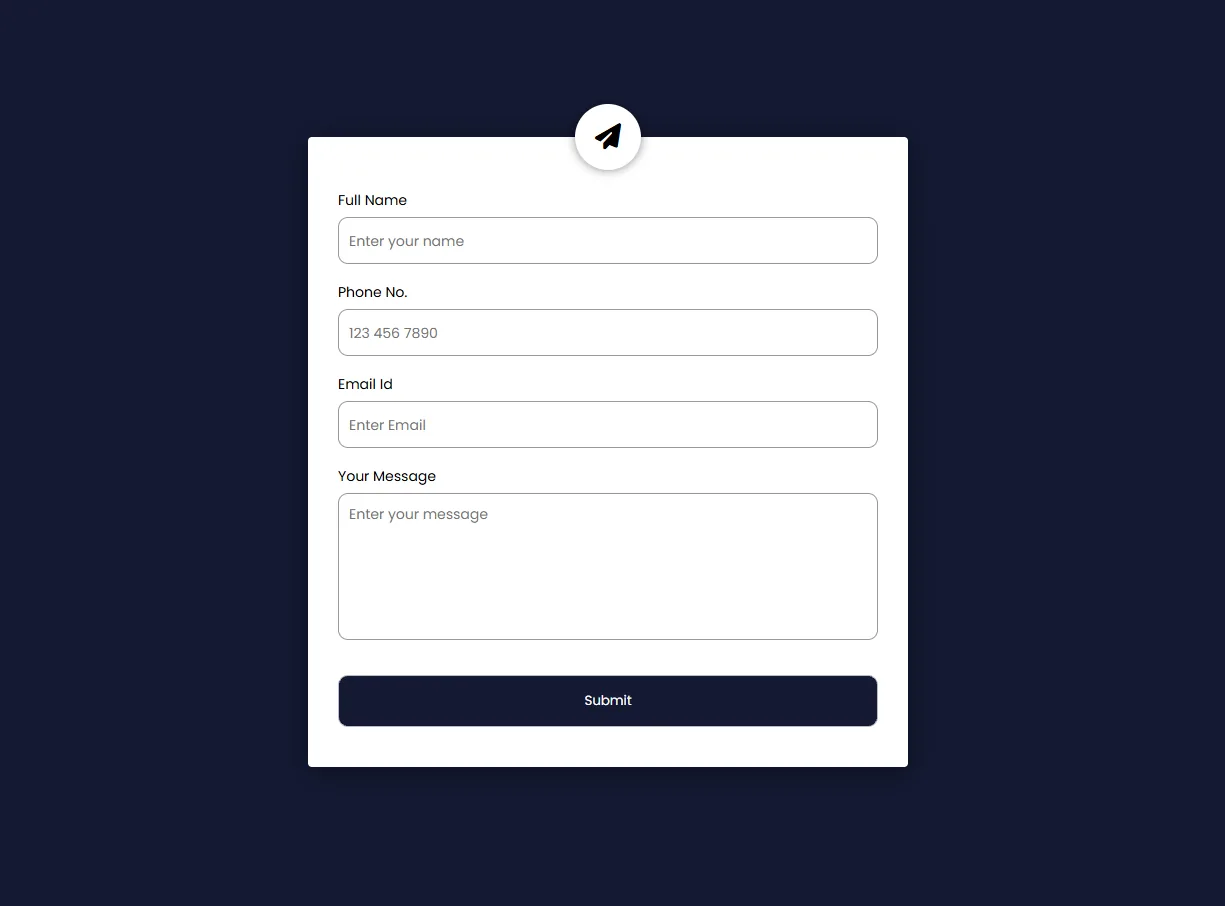 Full Name
Enter your name
Phone No.
123 456 7890
Email Id
Enter Email
Your Message
Enter your message
Submit